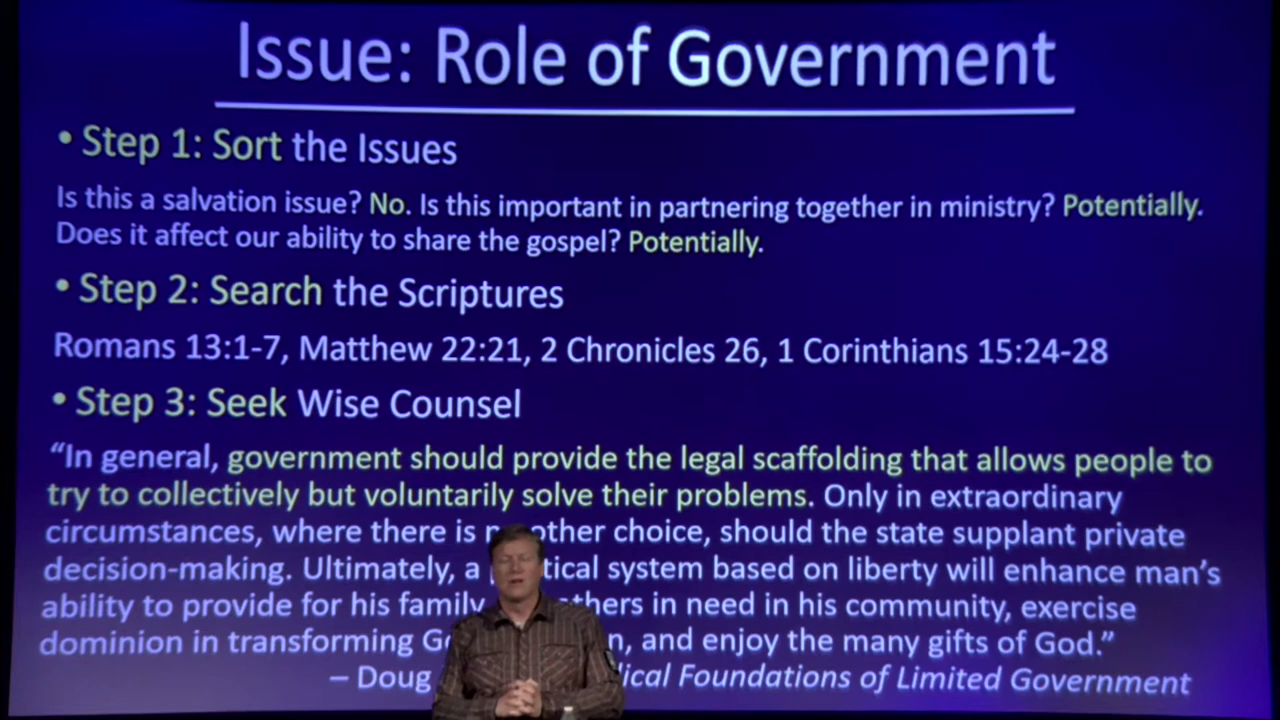 Issue: Role of Government
• Step 1: Sort the Issues
Is this a salvation issue? No. Is this important in partnering together in ministry? Potentially.
Does it affect our ability to share the gospel? Potentially.
• Step 2: Search the Scriptures
Romans 13:1-7, Matthew 22:21, 2 Chronicles 26, 1 Corinthians 15:24-28
• Step 3: Seek Wise Counsel
“In general, government should provide the legal scaffolding that allows people to
try to collectively but voluntarily solve their problems. Only in extraordinary
circumstances, where there is other choice, should the state supplant private
decision-making. Ultimately, a system based on liberty will enhance man’s
ability to provide for his family in need in his community, exercise
dominion in transforming and enjoy the many gifts of God.”
– Doug Foundations of Limited Government